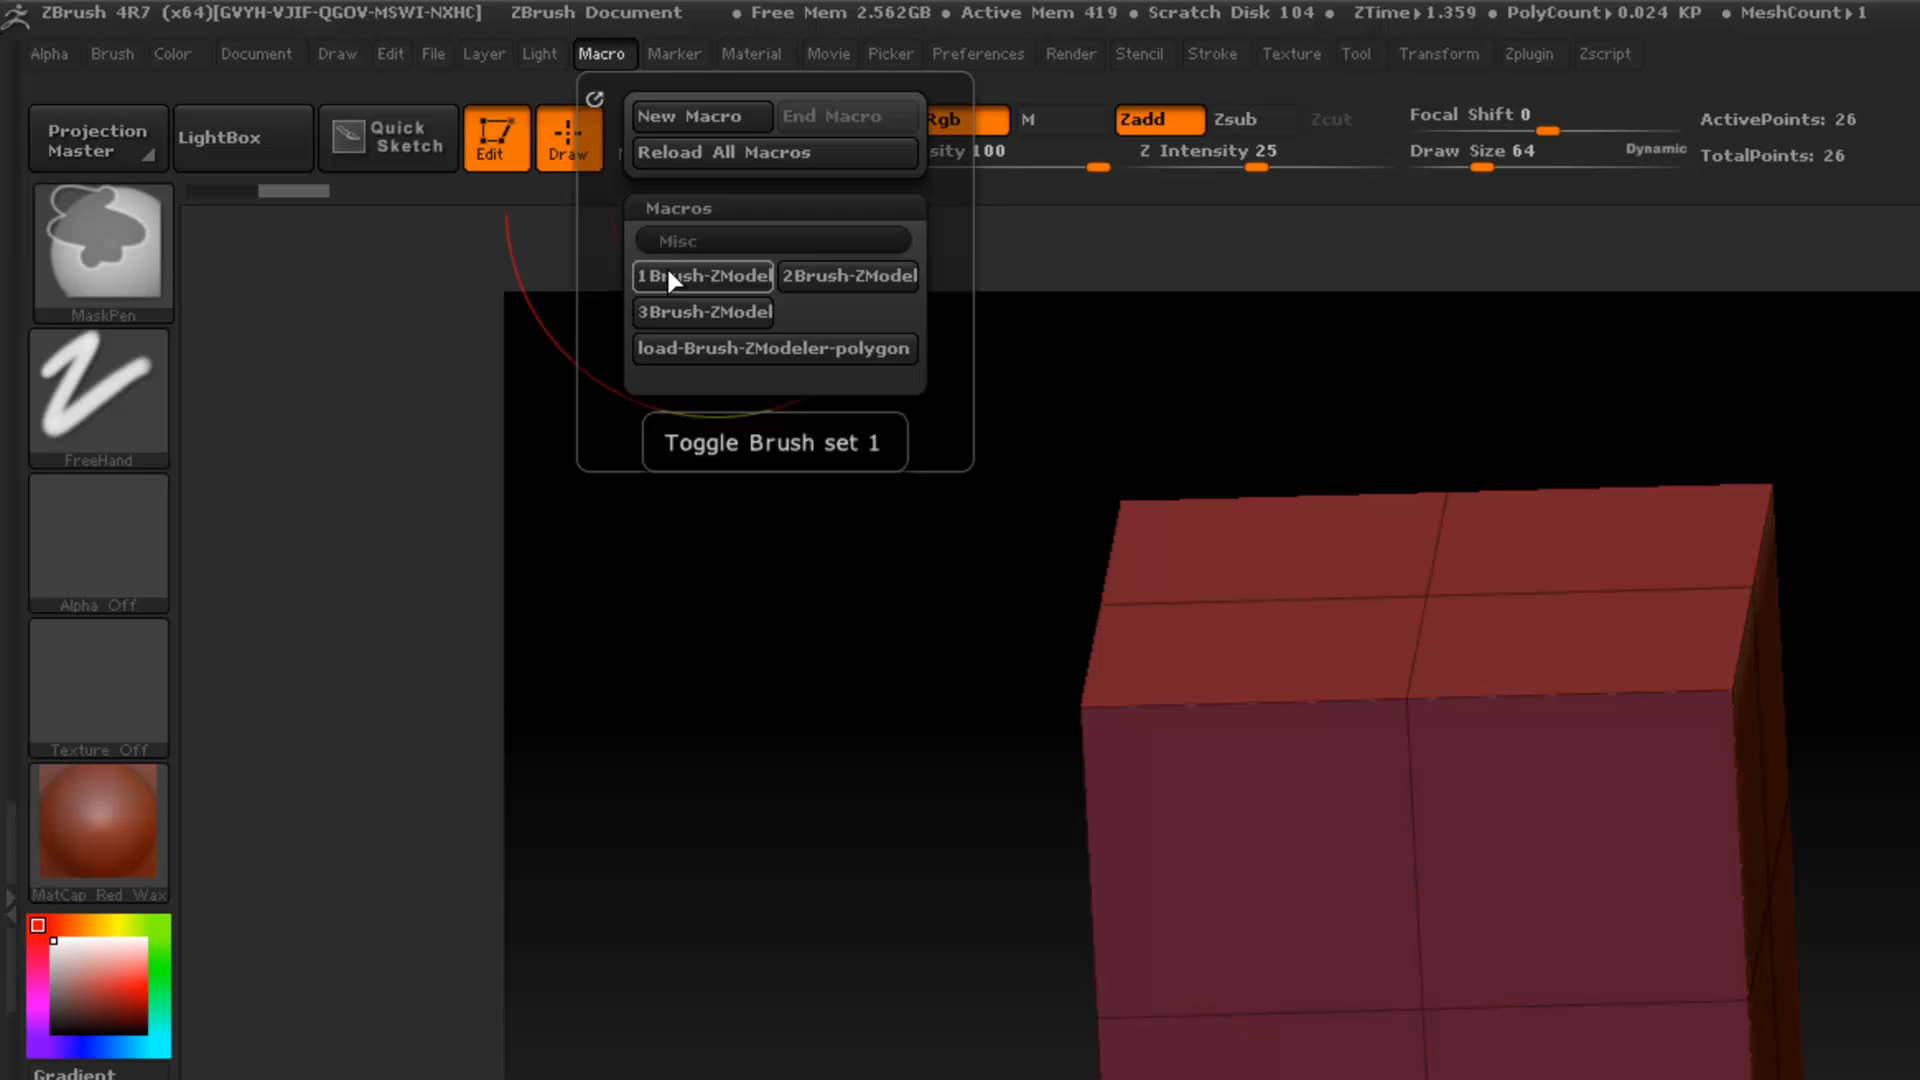 ZBrush 4R7 (x64)[GVYH-VJIF-QGOV-MSWI-NXHC] ZBrush Document • Free Mem 2.562GB • Active Mem 419 • Scratch Disk 104 • ZTime▸1.359 • PolyCount▸0.024 KP • MeshCount▸1
Alpha Brush Color Document Draw Edit File Layer Light Macro Marker Material Movie Picker Preferences Render Stencil Stroke Texture Tool Transform Zplugin Zscript
Projection Master
LightBox
Quick Sketch
Edit
Draw
New Macro End Macro
Reload All Macros
Rgb M Zadd Zsub Zcut
sity 100 Z Intensity 25
Focal Shift 0
Draw Size 64 Dynamic
ActivePoints: 26
TotalPoints: 26
Macros
Misc
1Brush-ZModel 2Brush-ZModel
3Brush-ZModel
load-Brush-ZModeler-polygon
Toggle Brush set 1
MaskPen
FreeHand
Alpha Off
Texture Off
MatCap Red Wax
Gradient